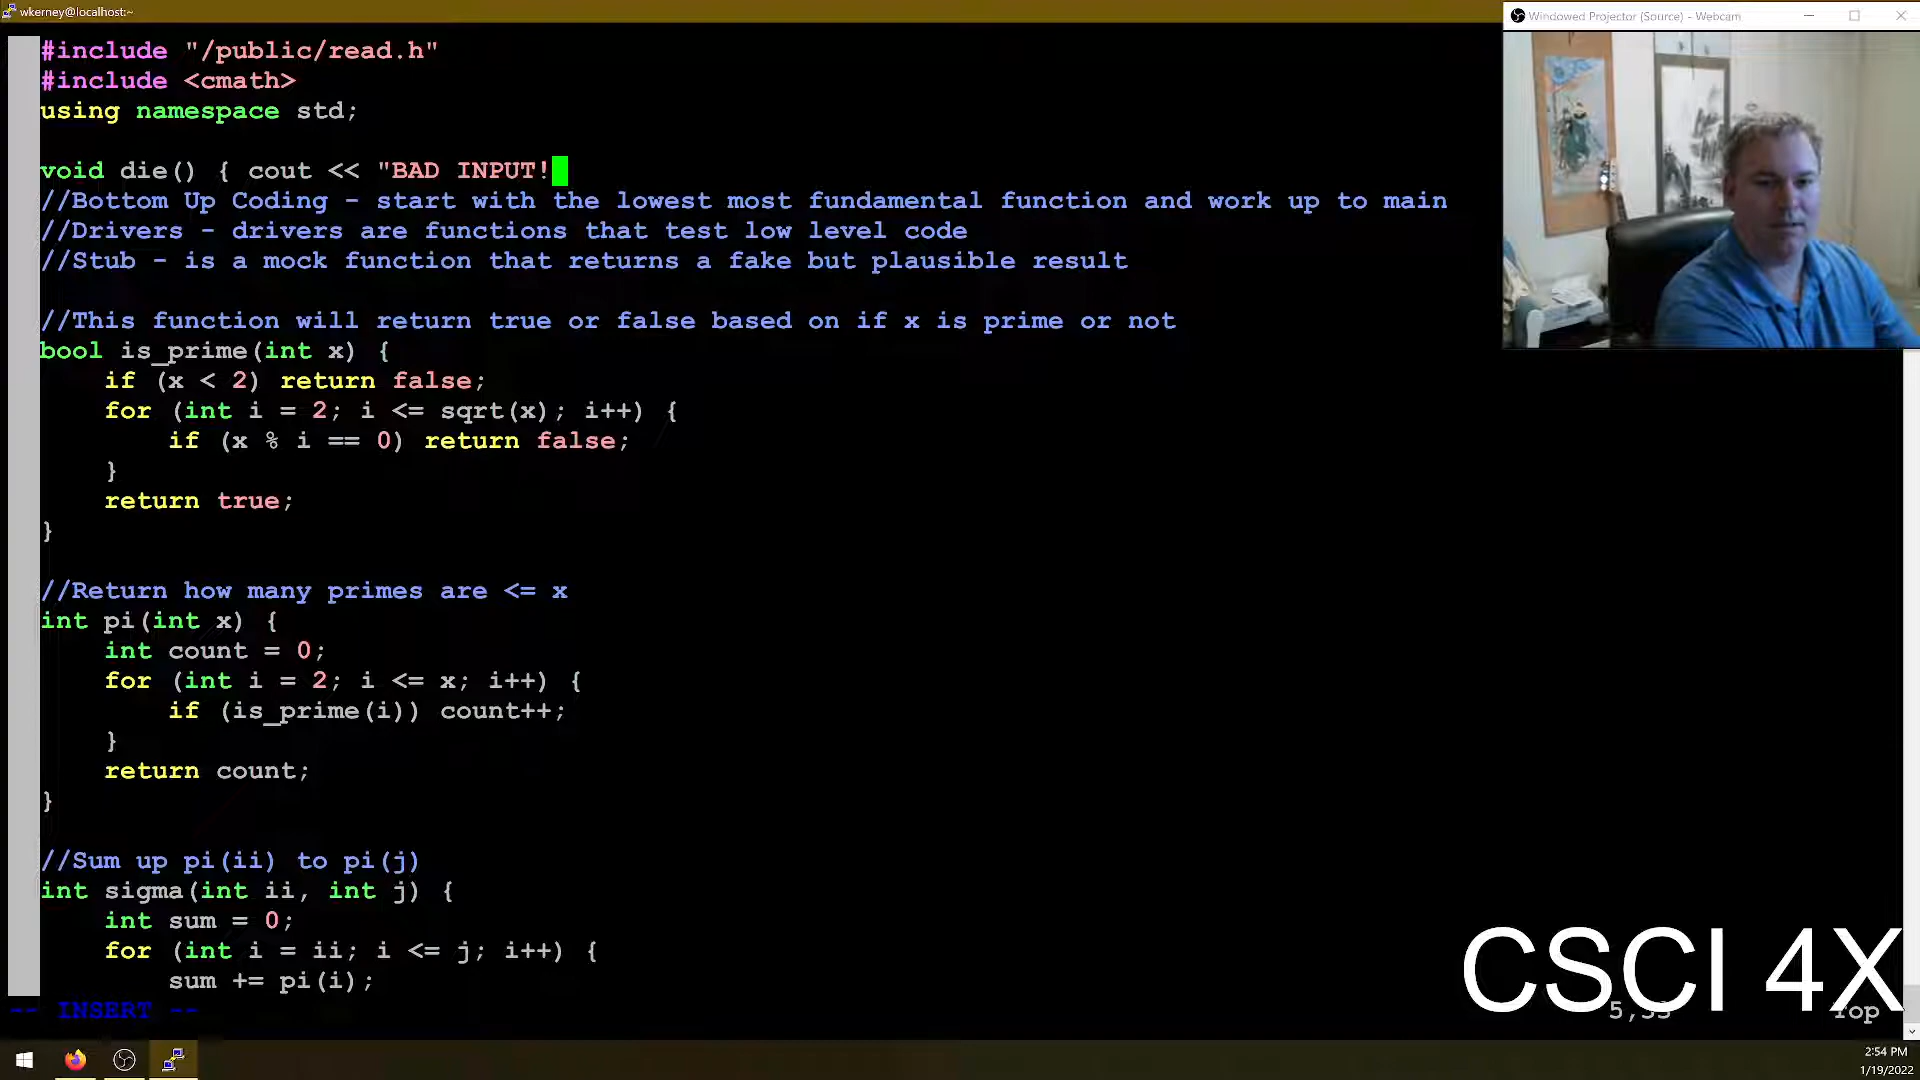 wkerney@localhost:~
Windowed Projector (Source) - Webcam
#include "/public/read.h"
#include <cmath>
using namespace std;
void die() { cout << "BAD INPUT!
//Bottom Up Coding - start with the lowest most fundamental function and work up to main
//Drivers - drivers are functions that test low level code
//Stub - is a mock function that returns a fake but plausible result
//This function will return true or false based on if x is prime or not
bool is_prime(int x) {
    if (x < 2) return false;
    for (int i = 2; i <= sqrt(x); i++) {
        if (x % i == 0) return false;
    }
    return true;
}
//Return how many primes are <= x
int pi(int x) {
    int count = 0;
    for (int i = 2; i <= x; i++) {
        if (is_prime(i)) count++;
    }
    return count;
}
//Sum up pi(ii) to pi(j)
int sigma(int ii, int j) {
    int sum = 0;
    for (int i = ii; i <= j; i++) {
        sum += pi(i);
CSCI 4X
-- INSERT --
Top
2:54 PM
1/19/2022